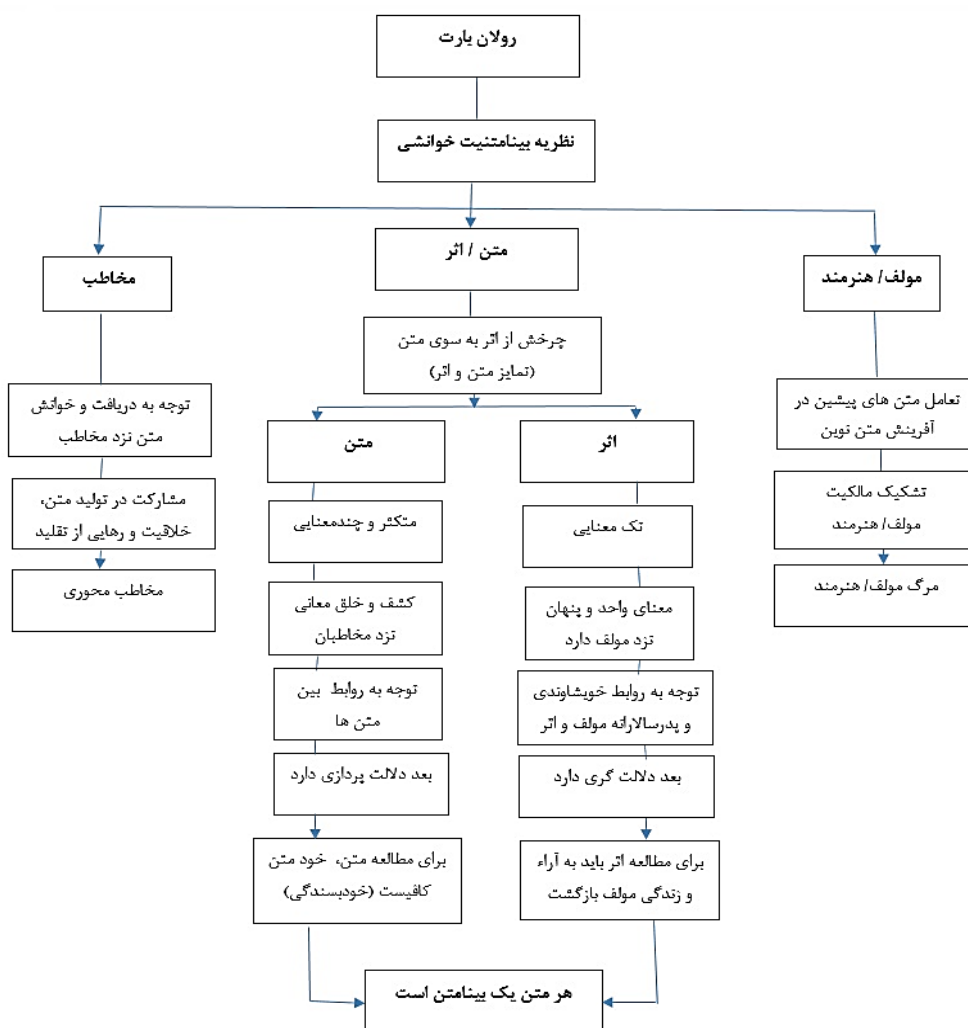 رولان بارت
نظریه بینامتنیت خوانشی
مولف/ هنرمند
متن / اثر
مخاطب
تعامل متن های پیشین در
آفرینش متن نوین
تشکیک مالکیت
مولف/ هنرمند
مرگ مولف/ هنرمند
چرخش از اثر به سوی متن
(تمایز متن و اثر)
اثر
تک معنایی
معنای واحد و پنهان
نزد مولف دارد
توجه به روابط خویشاوندی
و پدرسالارانه مولف و اثر
بعد دلالت گری دارد
برای مطالعه اثر باید به آراء
و زندگی مولف بازگشت
متن
متکثر و چندمعنایی
کشف و خلق معانی
نزد مخاطبان
توجه به روابط بین
متن ها
بعد دلالت پردازی دارد
برای مطالعه متن، خود متن
کافیست (خودبسندگی)
توجه به دریافت و خوانش
متن نزد مخاطب
مشارکت در تولید متن،
خلاقیت و رهایی از تقلید
مخاطب محوری
هر متن یک بینامتن است